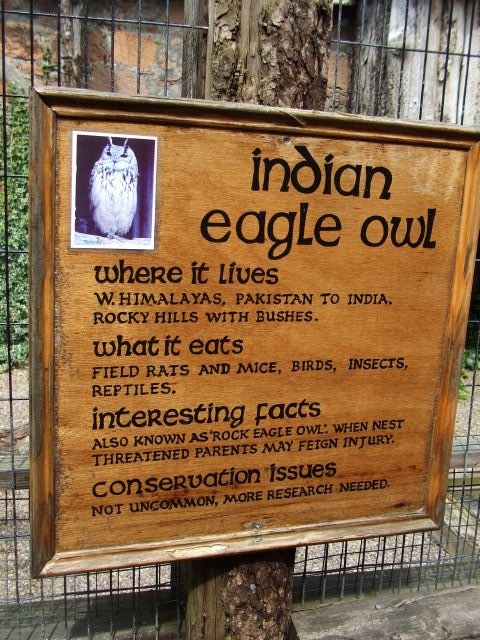 indian
eagle owl
where it lives
W. HIMALAYAS, PAKISTAN TO INDIA.
ROCKY HILLS WITH BUSHES.
what it eats
FIELD RATS AND MICE, BIRDS, INSECTS,
REPTILES.
interesting facts
ALSO KNOWN AS 'ROCK EAGLE OWL'. WHEN NEST
THREATENED PARENTS MAY FEIGN INJURY.
conservation issues
NOT UNCOMMON, MORE RESEARCH NEEDED.